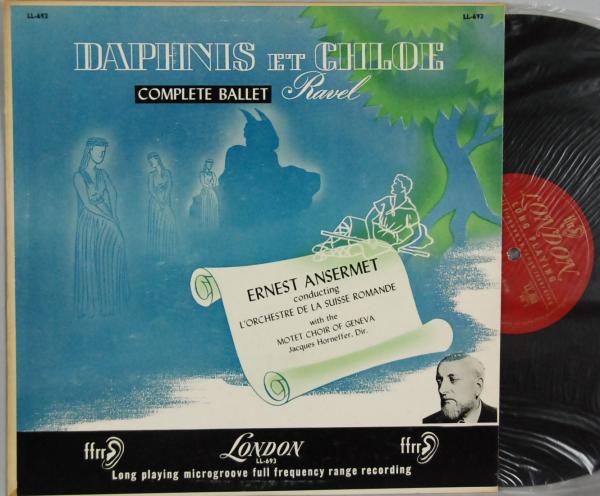 LL-693
LL-693
DAPHNIS ET CHLOE
COMPLETE BALLET
Ravel
ERNEST ANSERMET
conducting
L'ORCHESTRE DE LA SUISSE ROMANDE
with the
MOTET CHOIR OF GENEVA
Jacques Horneffer, Dir.
ffrr
LONDON
LL-693
ffrr
Long playing microgroove full frequency range recording
ffrr
LONDON
LONG PLAYING